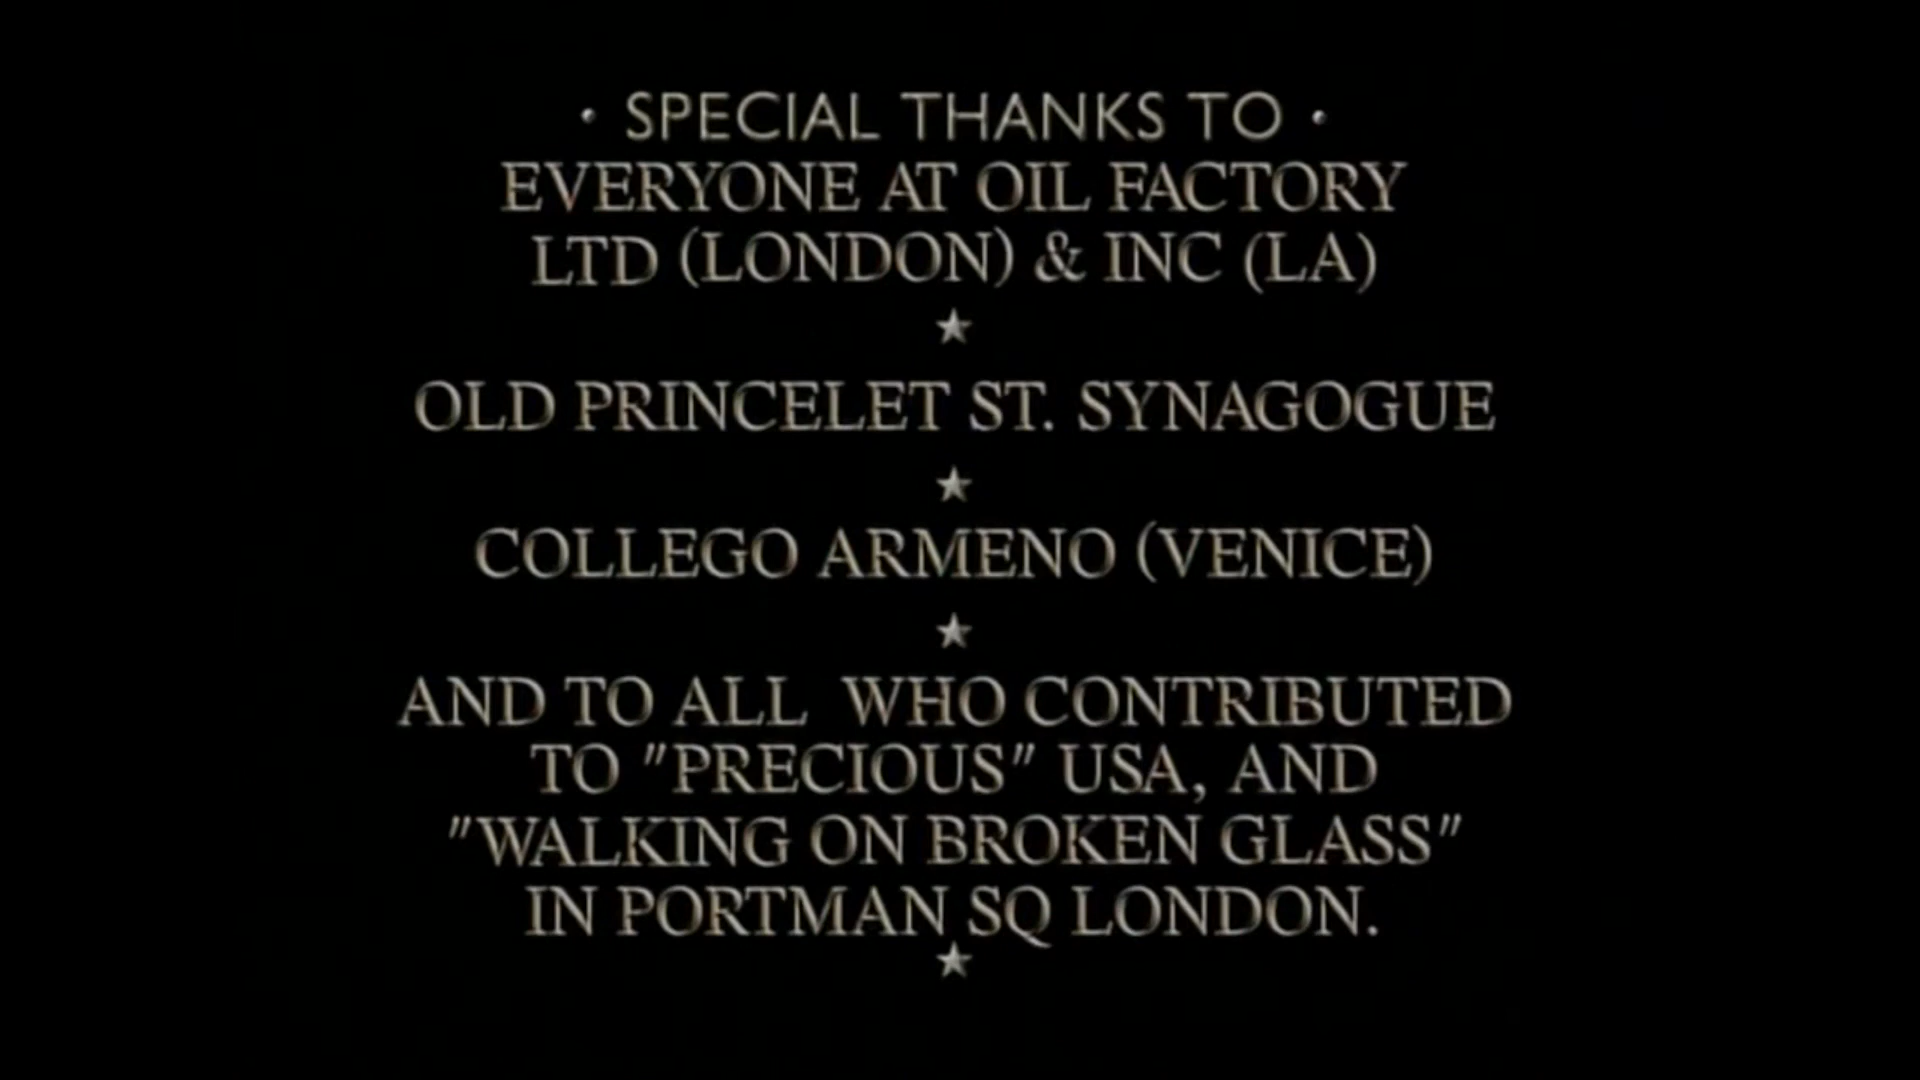 · SPECIAL THANKS TO ·
EVERYONE AT OIL FACTORY
LTD (LONDON) & INC (LA)
★
OLD PRINCELET ST. SYNAGOGUE
★
COLLEGO ARMENO (VENICE)
★
AND TO ALL  WHO CONTRIBUTED
TO "PRECIOUS" USA, AND
"WALKING ON BROKEN GLASS"
IN PORTMAN SQ LONDON.
★